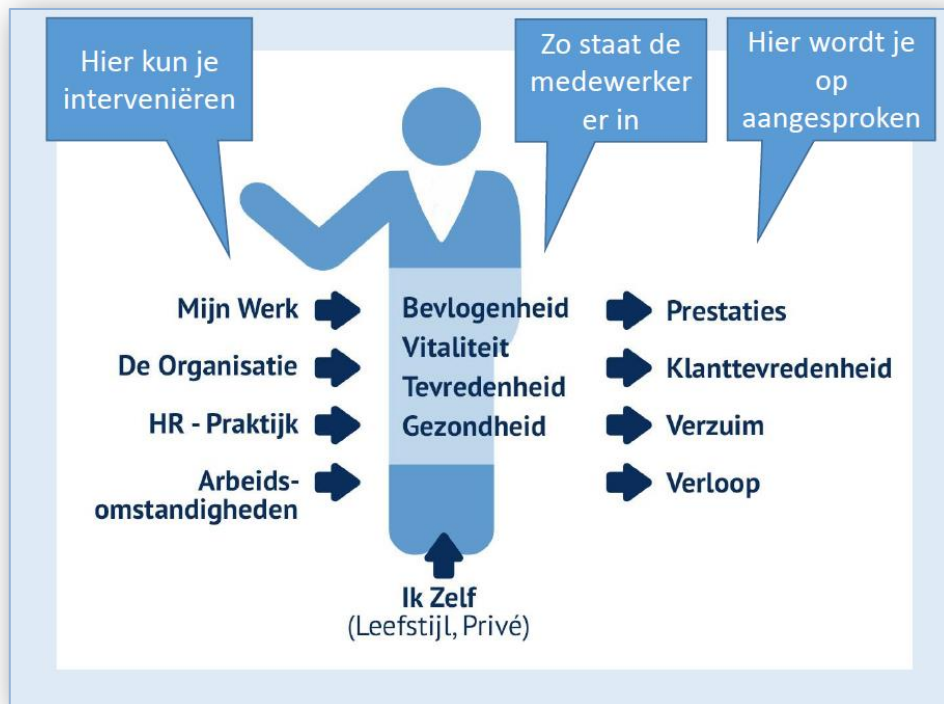 Hier kun je
interveniëren
Zo staat de
medewerker
er in
Hier wordt je
op
aangesproken
Mijn Werk
De Organisatie
HR - Praktijk
Arbeids-
omstandigheden
Bevlogenheid
Vitaliteit
Tevredenheid
Gezondheid
Prestaties
Klanttevredenheid
Verzuim
Verloop
Ik Zelf
(Leefstijl, Privé)